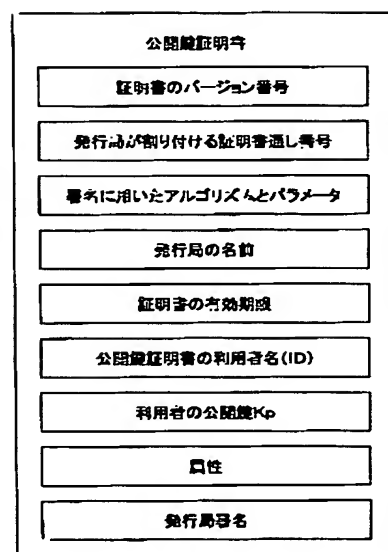 公開鍵証明書
証明書のバージョン番号
発行局が割り付ける証明書通し番号
署名に用いたアルゴリズムとパラメータ
発行局の名前
証明書の有効期限
公開鍵証明書の利用者名(ID)
利用者の公開鍵Kp
属性
発行局署名